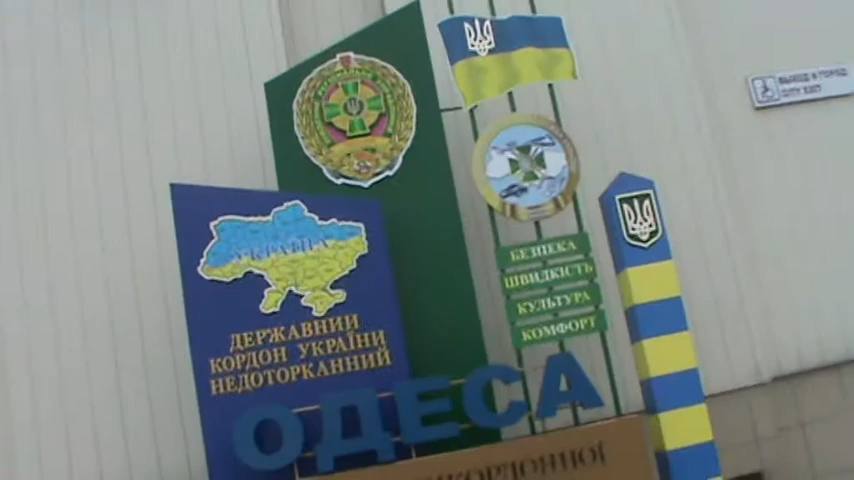 УКРАЇНА
ДЕРЖАВНИЙ
КОРДОН УКРАЇНИ
НЕДОТОРКАННИЙ
БЕЗПЕКА
ШВИДКІСТЬ
КУЛЬТУРА
КОМФОРТ
ОДЕСА
ВЫХОД В ГОРОД
CITY EXIT